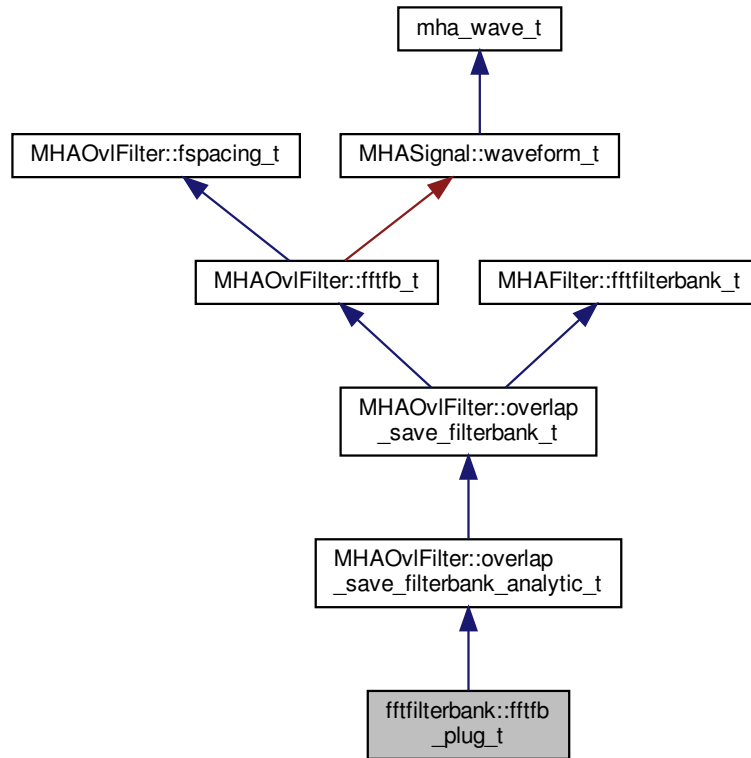 mha_wave_t
MHAOvlFilter::fspacing_t
MHASignal::waveform_t
MHAOvlFilter::fftfb_t
MHAFilter::fftfilterbank_t
MHAOvlFilter::overlap
_save_filterbank_t
MHAOvlFilter::overlap
_save_filterbank_analytic_t
fftfilterbank::fftfb
_plug_t